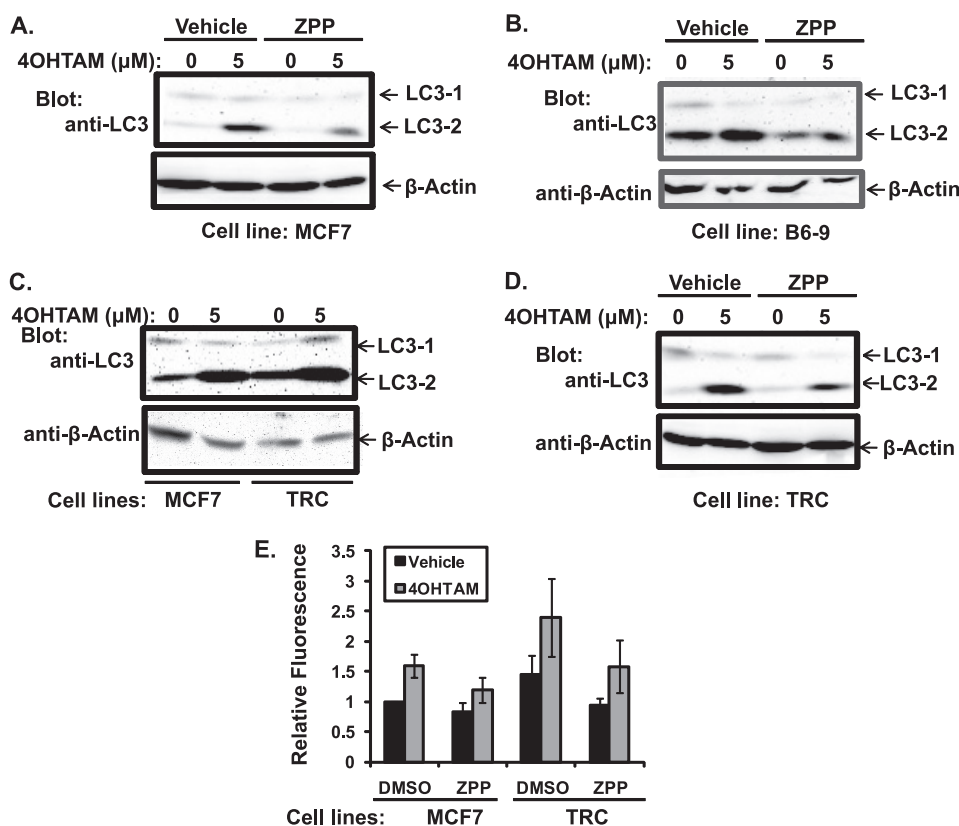 A.
Vehicle ZPP
4OHTAM (µM): 0 5 0 5
Blot:
anti-LC3
LC3-1
LC3-2
β-Actin
Cell line: MCF7
B.
Vehicle ZPP
4OHTAM (µM): 0 5 0 5
Blot:
anti-LC3
LC3-1
LC3-2
anti-β-Actin
β-Actin
Cell line: B6-9
C.
4OHTAM (µM): 0 5 0 5
Blot:
anti-LC3
LC3-1
LC3-2
anti-β-Actin
β-Actin
Cell lines: MCF7 TRC
D.
Vehicle ZPP
4OHTAM (µM): 0 5 0 5
Blot:
anti-LC3
LC3-1
LC3-2
anti-β-Actin
β-Actin
Cell line: TRC
E.
Relative Fluorescence
3.5
3
2.5
2
1.5
1
0.5
0
Vehicle
4OHTAM
DMSO ZPP DMSO ZPP
Cell lines: MCF7 TRC